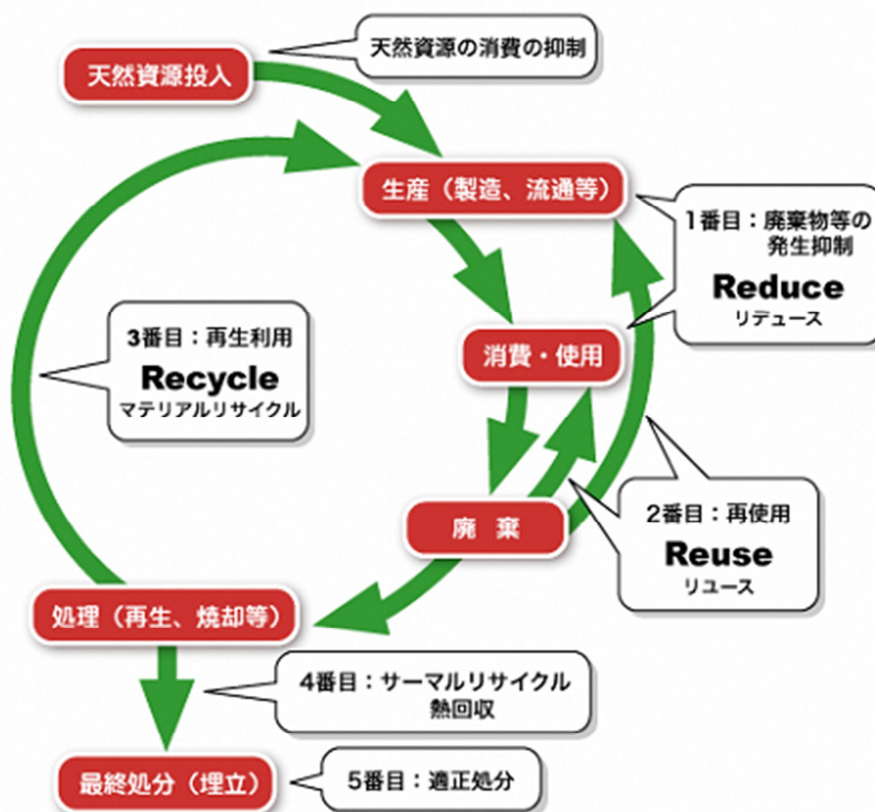 天然資源の消費の抑制
天然資源投入
生産（製造、流通等）
1番目：廃棄物等の
発生抑制
Reduce
リデュース
3番目：再生利用
Recycle
マテリアルリサイクル
消費・使用
廃　棄
2番目：再使用
Reuse
リユース
処理（再生、焼却等）
4番目：サーマルリサイクル
熱回収
最終処分（埋立）
5番目：適正処分